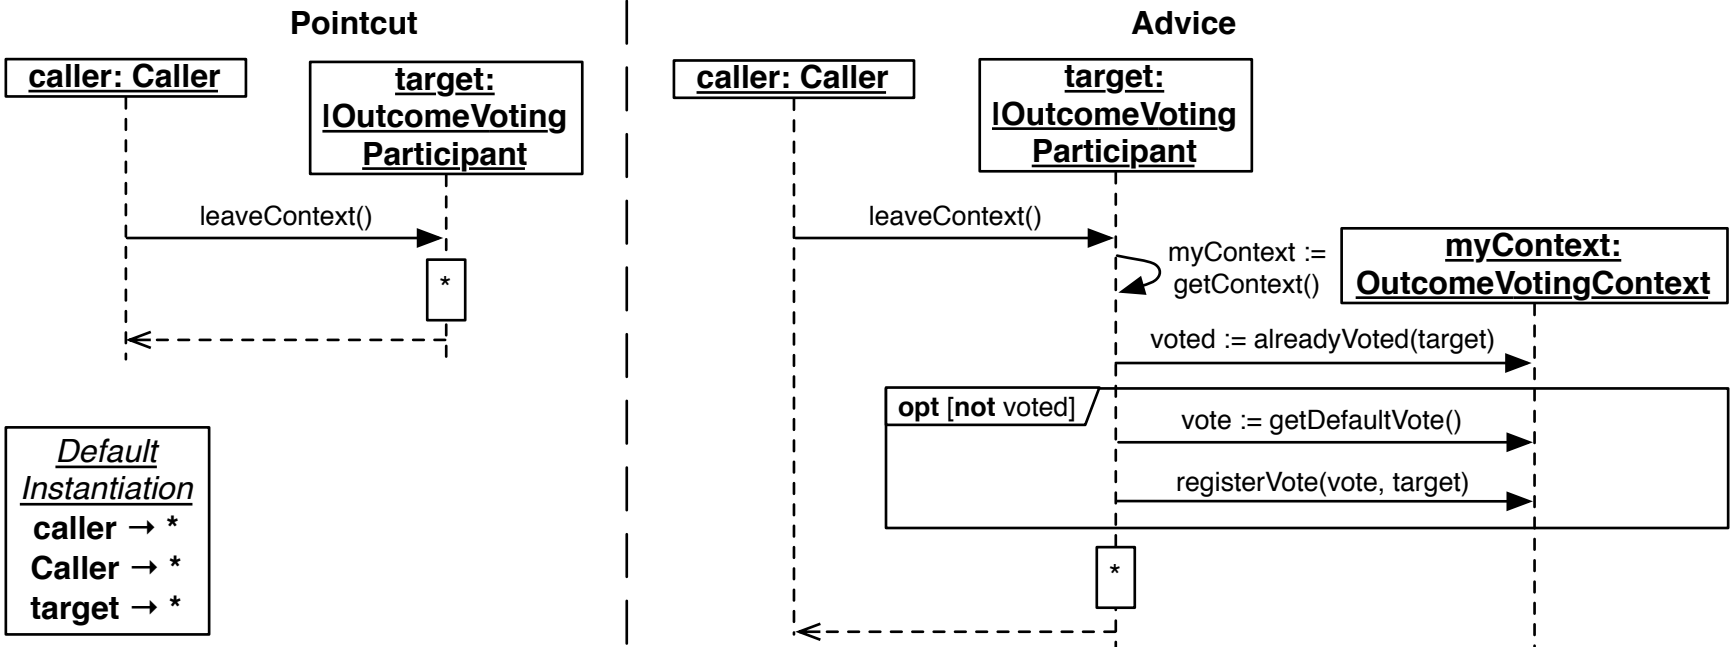 Pointcut
caller: Caller
target:
IOutcomeVoting
Participant
leaveContext()
*
Default
Instantiation
caller → *
Caller → *
target → *
Advice
caller: Caller
target:
IOutcomeVoting
Participant
leaveContext()
myContext :=
getContext()
myContext:
OutcomeVotingContext
voted := alreadyVoted(target)
opt [not voted]
vote := getDefaultVote()
registerVote(vote, target)
*